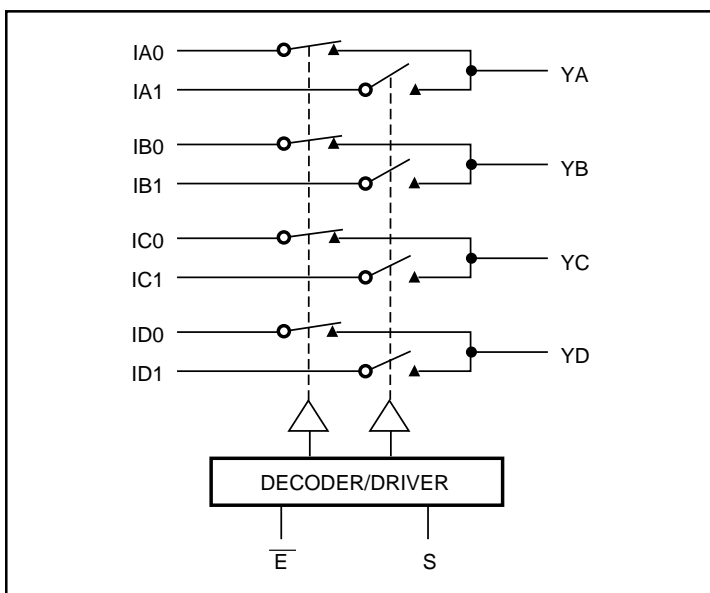 IA0
YA
IA1
IB0
YB
IB1
IC0
YC
IC1
ID0
YD
ID1
DECODER/DRIVER
E̅
S